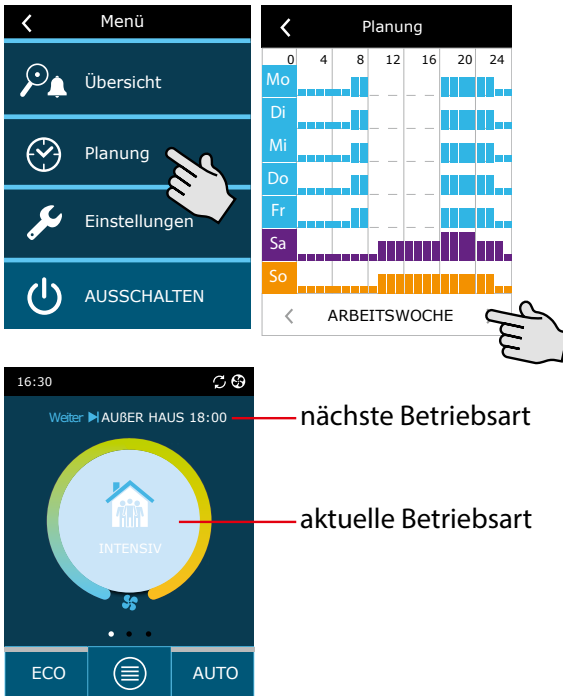 Menü
Übersicht
Planung
Einstellungen
AUSSCHALTEN
Planung
0 4 8 12 16 20 24
Mo
Di
Mi
Do
Fr
Sa
So
ARBEITSWOCHE
16:30
Weiter AUßER HAUS 18:00
nächste Betriebsart
INTENSIV
aktuelle Betriebsart
ECO
AUTO